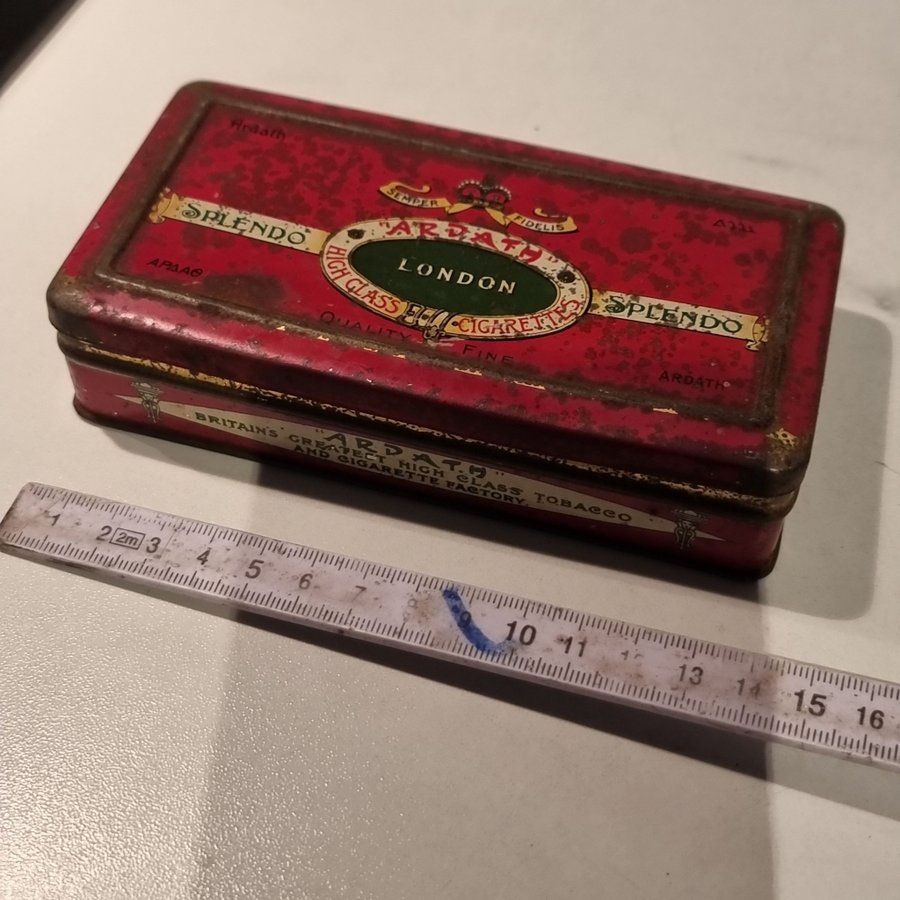 Ardath
SEMPER FIDELIS
SPLENDO
"ARDATH"
LONDON
HIGH CLASS CIGARETTES
SPLENDO
ΑΡΔΑΘ
QUALITY FINE
ARDATH
BRITAIN'S GREATEST HIGH CLASS TOBACCO
"ARDATH"
AND CIGARETTE FACTORY
1 2 2m 3 4 5 6 7 8 9 10 11 12 13 14 15 16